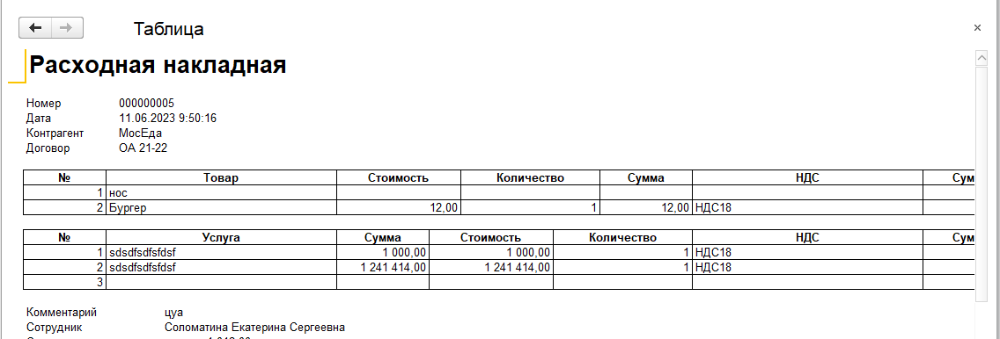 Таблица
Расходная накладная
Номер 000000005
Дата 11.06.2023 9:50:16
Контрагент МосЕда
Договор ОА 21-22
№ Товар Стоимость Количество Сумма НДС Сум
1 нос
2 Бургер 12,00 1 12,00 НДС18
№ Услуга Сумма Стоимость Количество НДС Сум
1 sdsdfsdfsfdsf 1 000,00 1 000,00 1 НДС18
2 sdsdfsdfsfdsf 1 241 414,00 1 241 414,00 1 НДС18
3
Комментарий цуа
Сотрудник Соломатина Екатерина Сергеевна